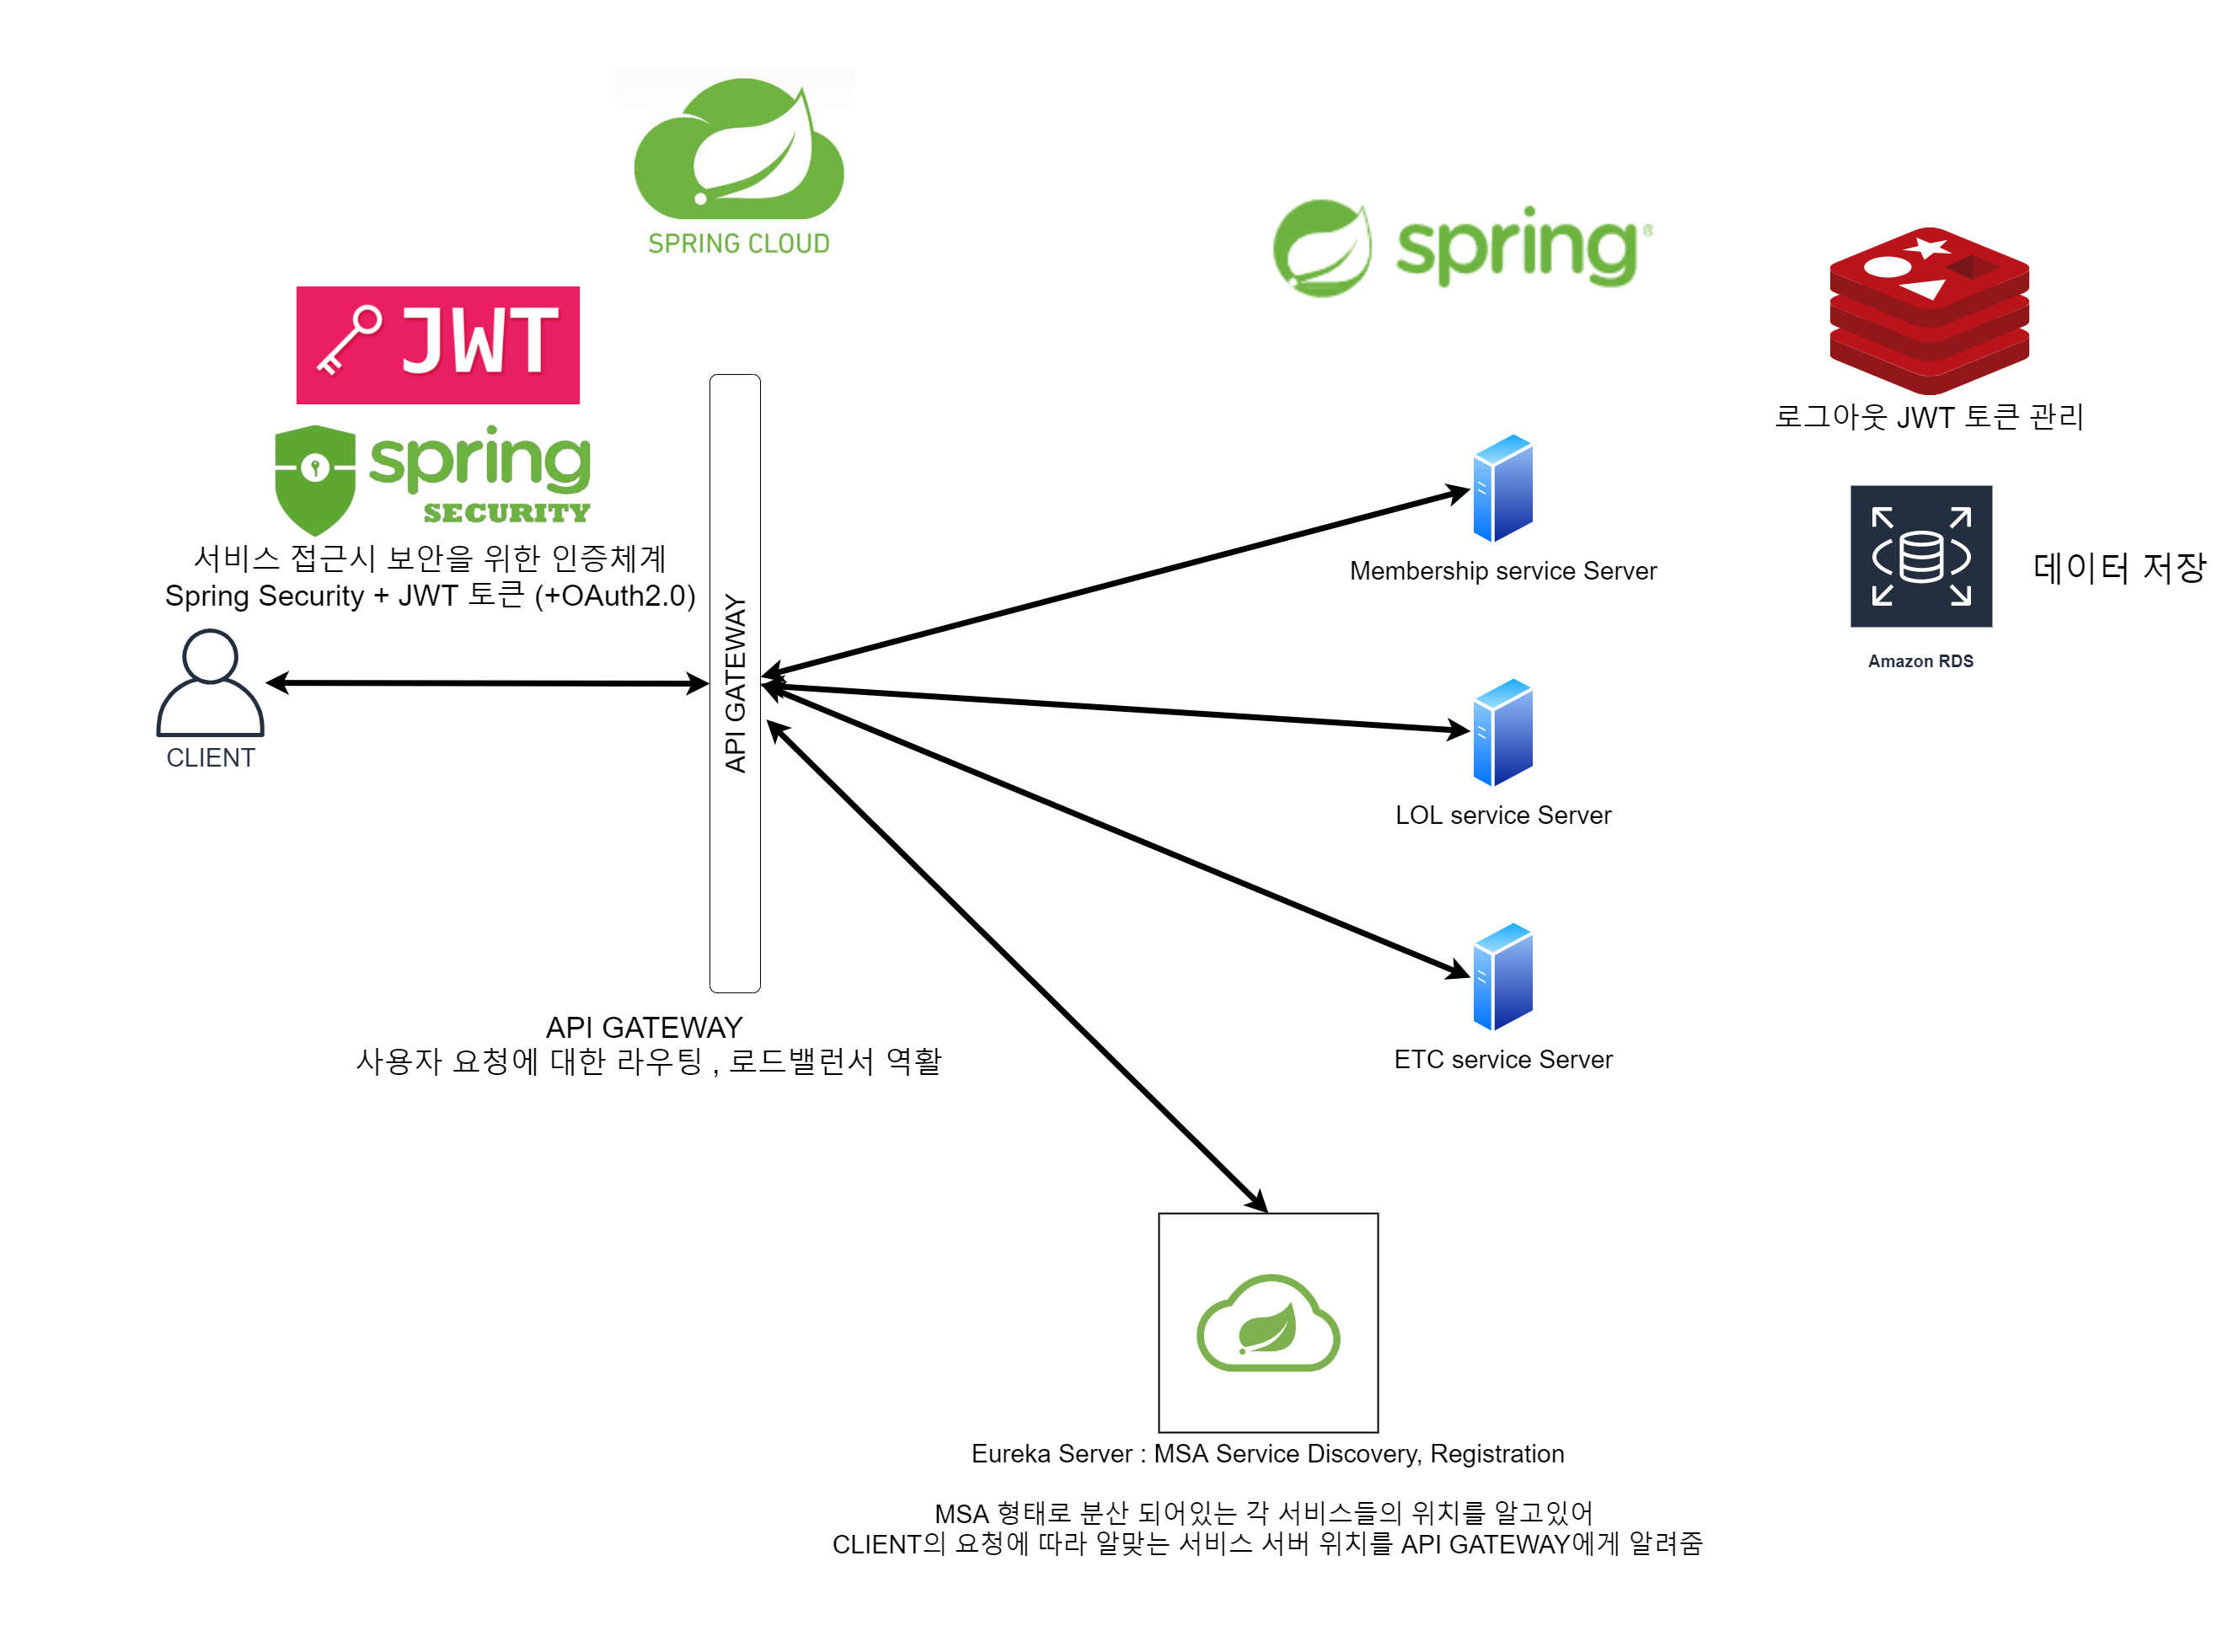 SPRING CLOUD
spring®
JWT
spring
SECURITY
서비스 접근시 보안을 위한 인증체계
Spring Security + JWT 토큰 (+OAuth2.0)
CLIENT
API GATEWAY
API GATEWAY
사용자 요청에 대한 라우팅 , 로드밸런서 역활
로그아웃 JWT 토큰 관리
데이터 저장
Amazon RDS
Membership service Server
LOL service Server
ETC service Server
Eureka Server : MSA Service Discovery, Registration
MSA 형태로 분산 되어있는 각 서비스들의 위치를 알고있어
CLIENT의 요청에 따라 알맞는 서비스 서버 위치를 API GATEWAY에게 알려줌